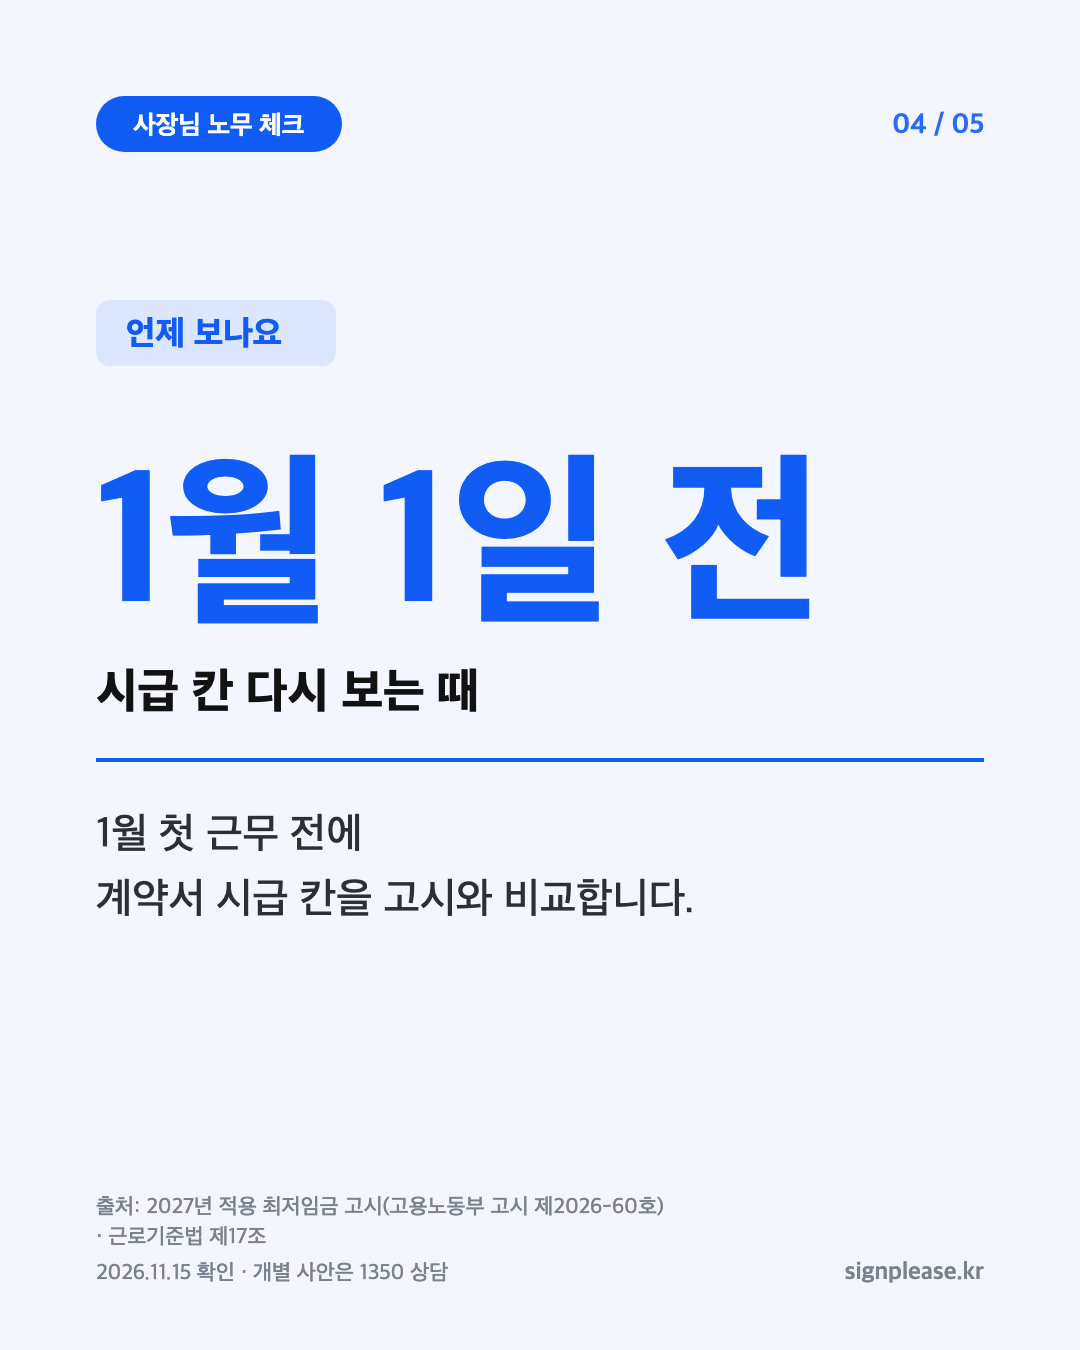 사장님 노무 체크
04 / 05
언제 보나요
1월 1일 전
시급 칸 다시 보는 때
1월 첫 근무 전에
계약서 시급 칸을 고시와 비교합니다.
출처: 2027년 적용 최저임금 고시(고용노동부 고시 제2026-60호)
· 근로기준법 제17조
2026.11.15 확인 · 개별 사안은 1350 상담
signplease.kr